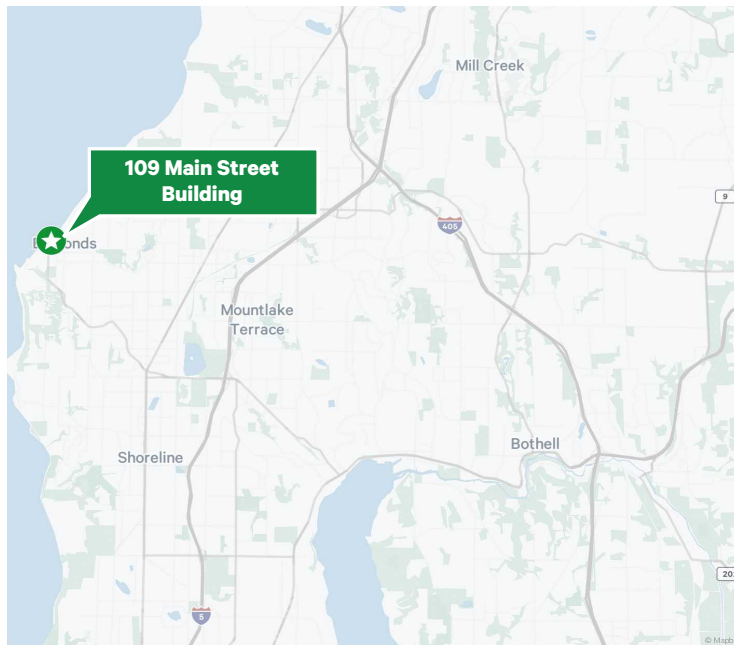 Mill Creek
109 Main Street
Building
9
405
Mountlake
Terrace
Bothell
Shoreline
5